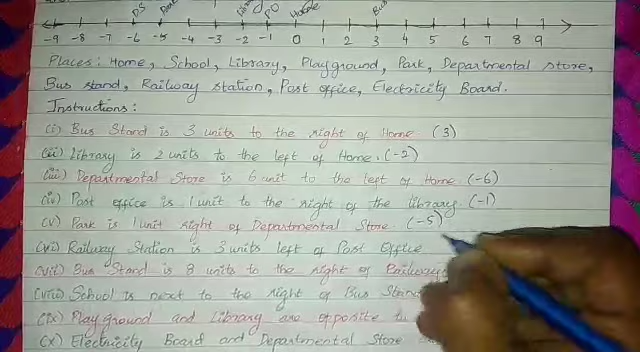 DS Park Library PO Home Bus
-9 -8 -7 -6 -5 -4 -3 -2 -1 0 1 2 3 4 5 6 7 8 9
Places: Home, School, Library, Playground, Park, Departmental Store,
Bus stand, Railway station, Post office, Electricity Board.
Instructions:
(i) Bus Stand is 3 units to the right of Home (3)
(ii) Library is 2 units to the left of Home. (-2)
(iii) Departmental Store is 6 unit to the left of Home. (-6)
(iv) Post office is 1 unit to the right of the library. (-1)
(v) Park is 1 unit right of Departmental Store. (-5)
(vi) Railway Station is 3 units left of Post Office
(vii) Bus Stand is 8 units to the right of Railway
(viii) School is next to the right of Bus Stand
(ix) Playground and Library are opposite to
(x) Electricity Board and Departmental Store